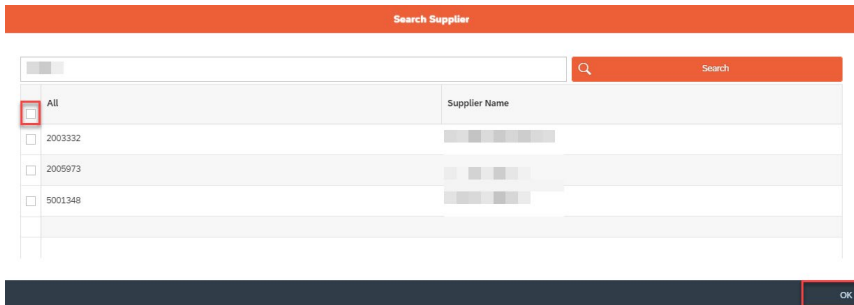 Search Supplier
Search
All Supplier Name
2003332
2005973
5001348
OK